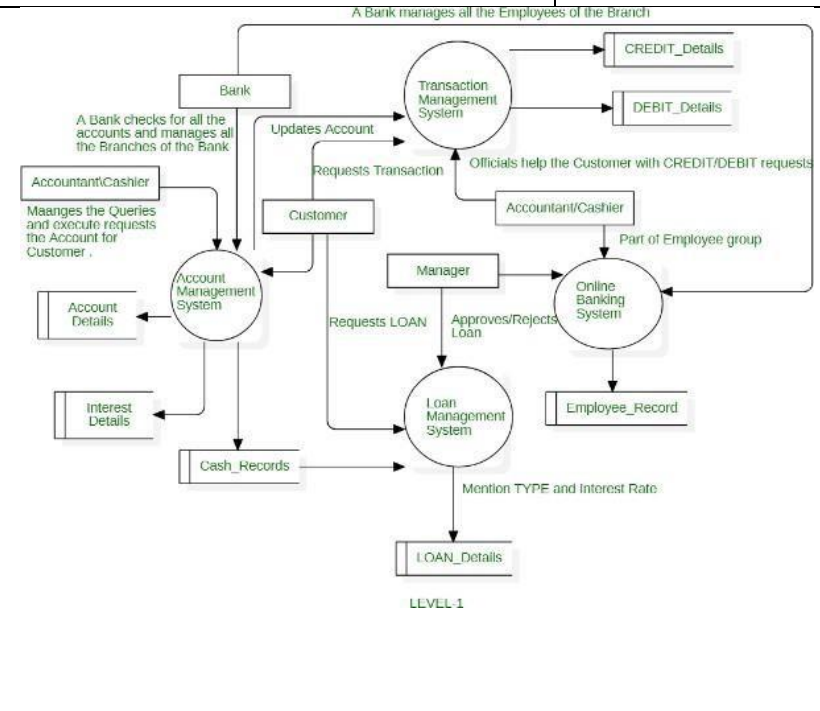 A Bank manages all the Employees of the Branch
CREDIT_Details
Bank
Transaction
Management
System
DEBIT_Details
A Bank checks for all the
accounts and manages all
the Branches of the Bank
Updates Account
Requests Transaction
Officials help the Customer with CREDIT/DEBIT requests
Accountant\Cashier
Maanges the Queries
and execute requests
the Account for
Customer .
Customer
Accountant/Cashier
Part of Employee group
Manager
Account
Management
System
Online
Banking
System
Account
Details
Requests LOAN
Approves/Rejects
Loan
Interest
Details
Loan
Management
System
Employee_Record
Cash_Records
Mention TYPE and Interest Rate
LOAN_Details
LEVEL-1